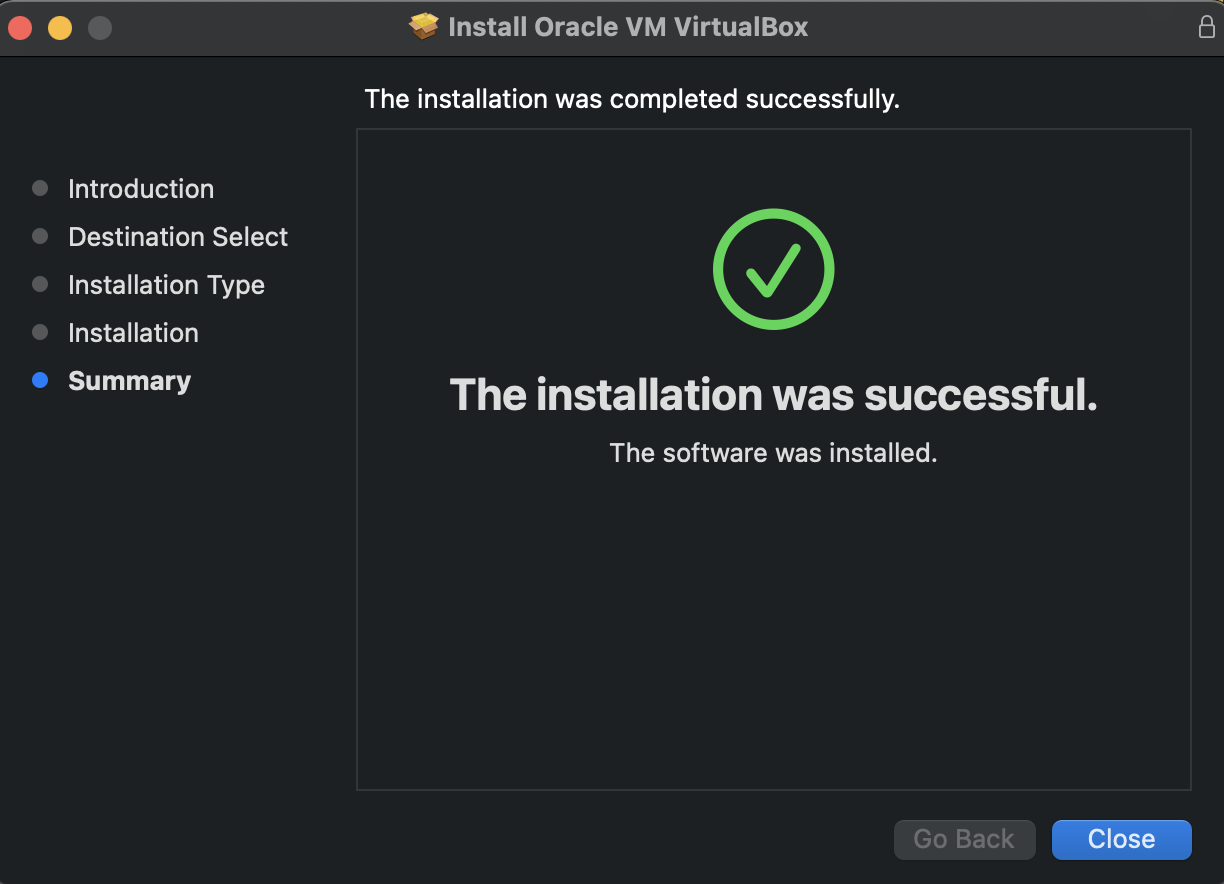 Install Oracle VM VirtualBox
The installation was completed successfully.
Introduction
Destination Select
Installation Type
Installation
Summary
The installation was successful.
The software was installed.
Go Back
Close